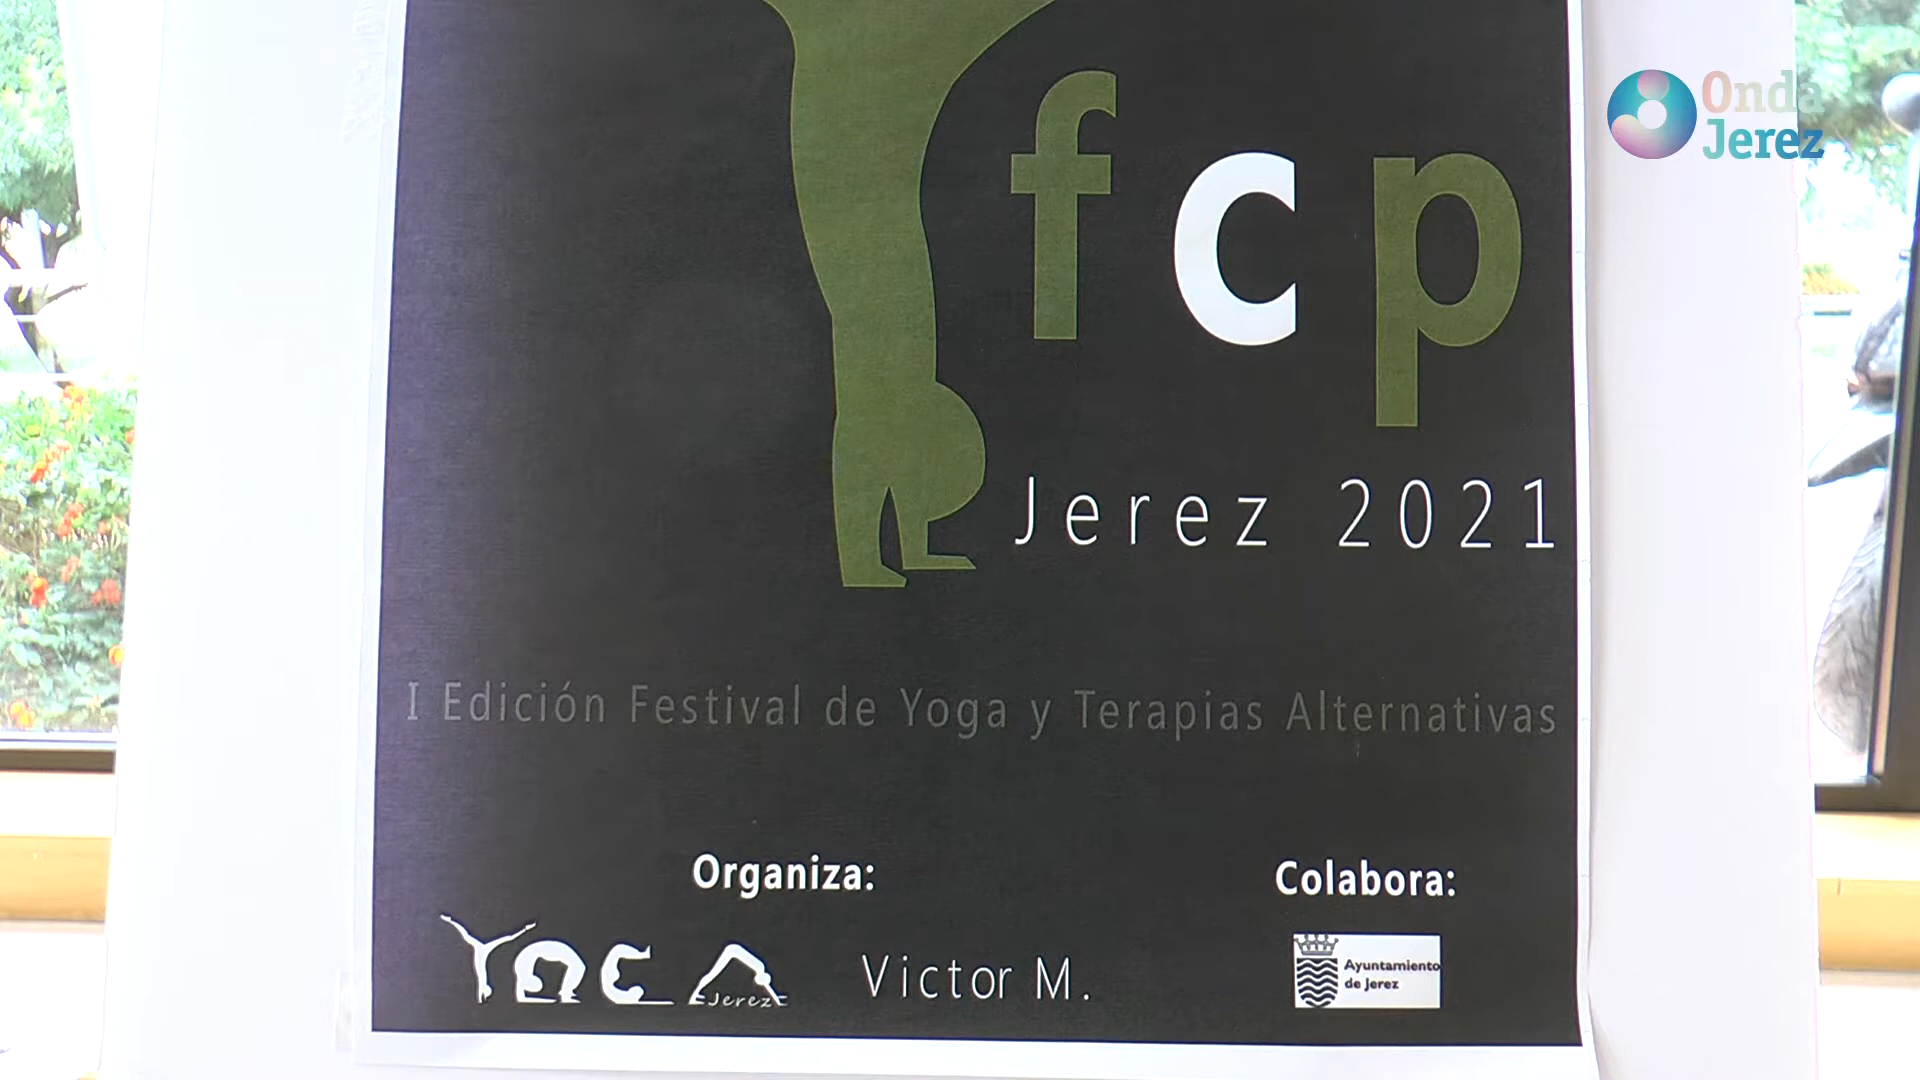 Onda
Jerez
fcp
Jerez 2021
I Edición Festival de Yoga y Terapias Alternativas
Organiza:
Colabora:
YOGA
Jerez
Victor M.
Ayuntamiento
de Jerez